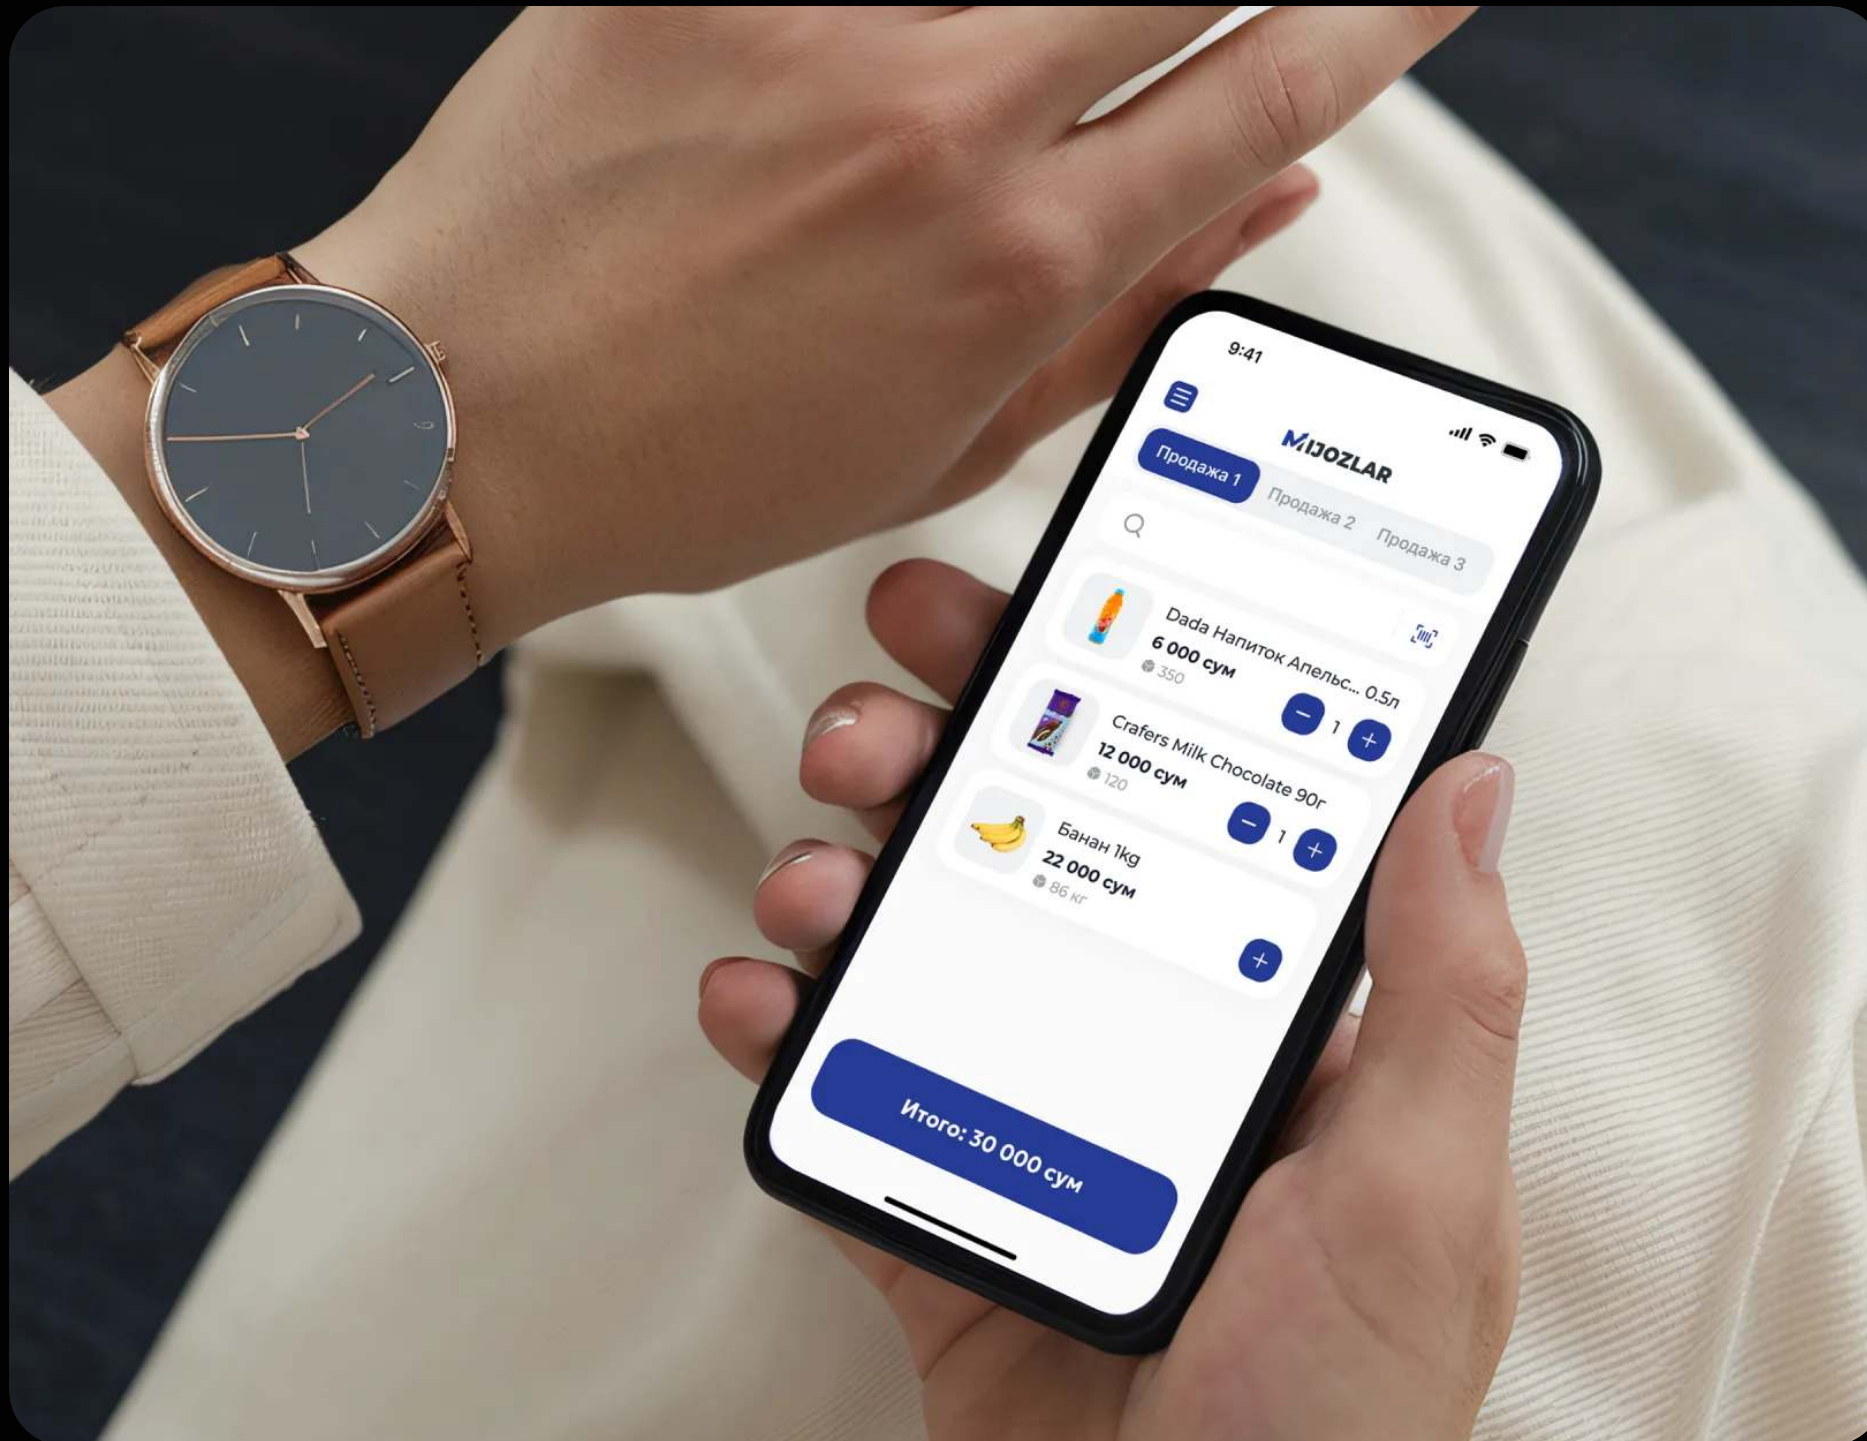 9:41
MIJOZLAR
Продажа 1 Продажа 2 Продажа 3
Dada Напиток Апельс... 0.5л
6 000 сум
350
1
Crafers Milk Chocolate 90г
12 000 сум
120
1
Банан 1kg
22 000 сум
86 кг
Итого: 30 000 сум